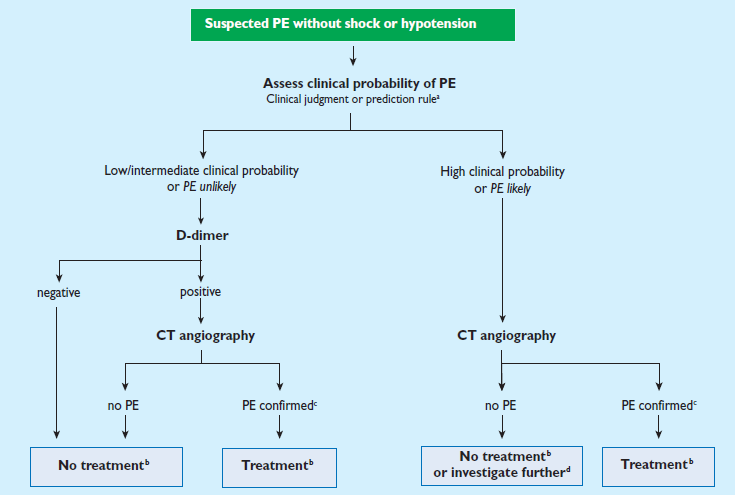 Suspected PE without shock or hypotension
Assess clinical probability of PE
Clinical judgment or prediction ruleᵃ
Low/intermediate clinical probability
or PE unlikely
High clinical probability
or PE likely
D-dimer
negative
positive
CT angiography
CT angiography
no PE
PE confirmedᶜ
no PE
PE confirmedᶜ
No treatmentᵇ
Treatmentᵇ
No treatmentᵇ
or investigate furtherᵈ
Treatmentᵇ